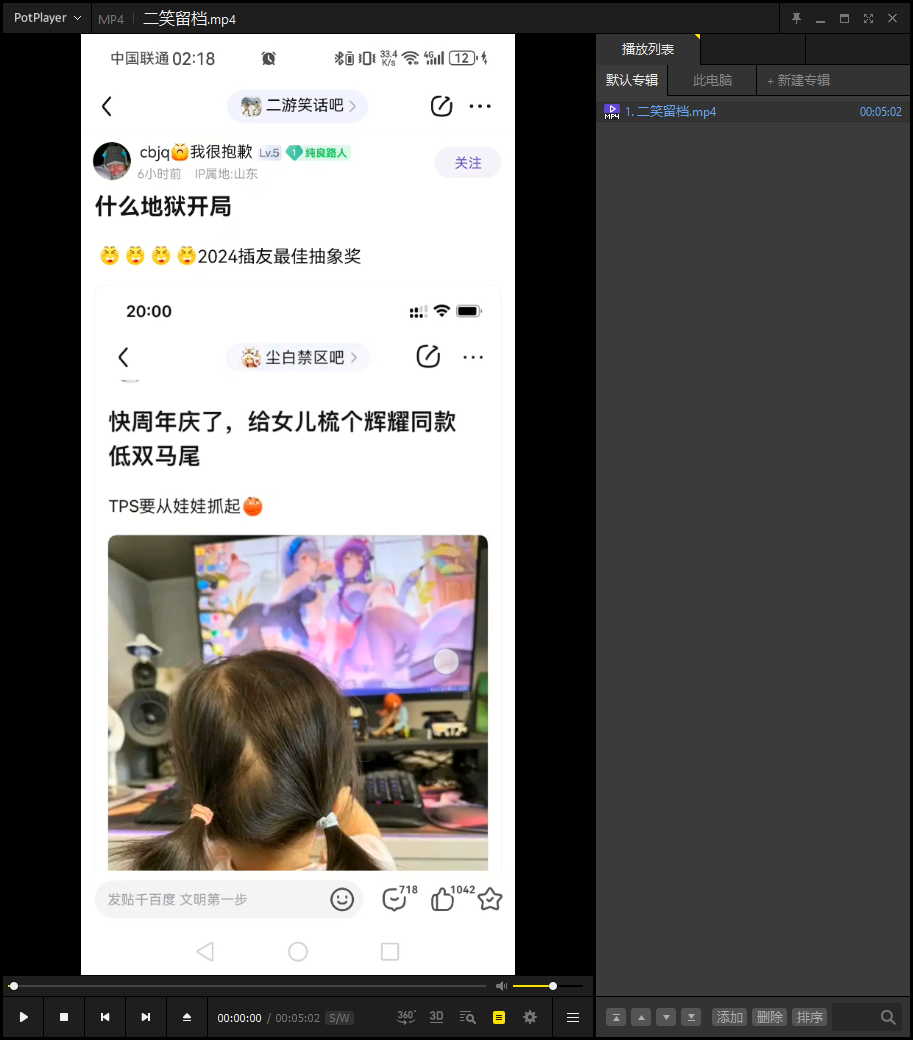 PotPlayer
MP4
二笑留档.mp4
播放列表
默认专辑
此电脑
+ 新建专辑
MP4
1. 二笑留档.mp4
00:05:02
中国联通 02:18
33.4
K/s
4G
12
二游笑话吧
cbjq我很抱歉
Lv.5
1
纯良路人
6小时前
IP属地:山东
关注
什么地狱开局
2024插友最佳抽象奖
20:00
尘白禁区吧
快周年庆了，给女儿梳个辉耀同款
低双马尾
TPS要从娃娃抓起
发贴千百度 文明第一步
718
1042
00:00:00 / 00:05:02
S/W
360°
3D
添加
删除
排序